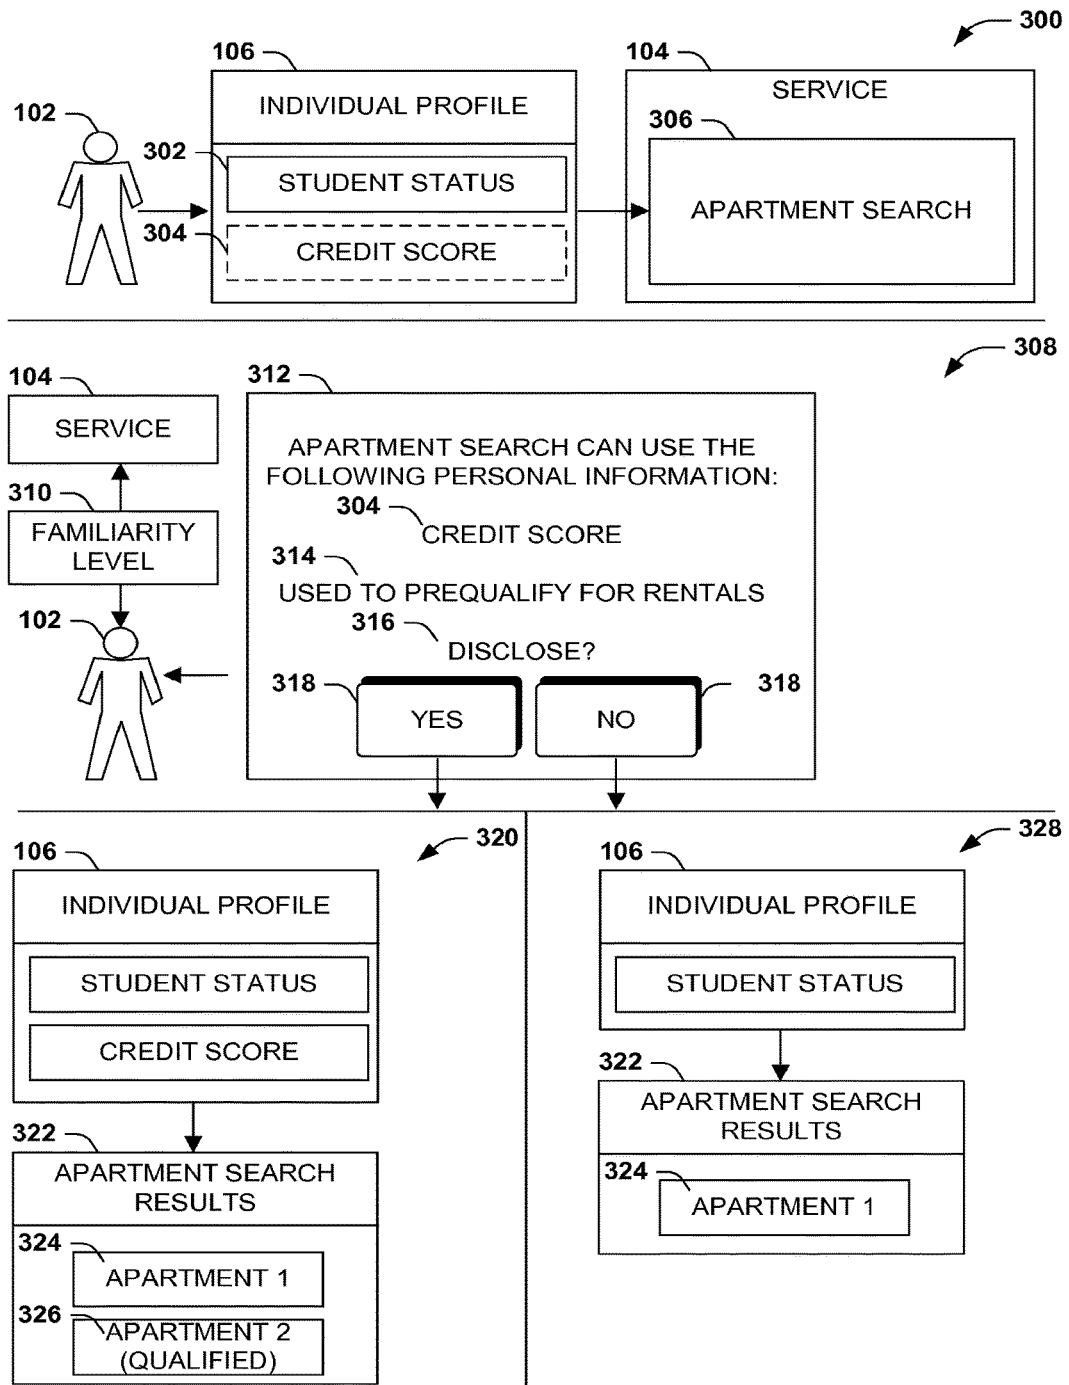 300
106
104
INDIVIDUAL PROFILE
SERVICE
102
306
302
STUDENT STATUS
APARTMENT SEARCH
304
CREDIT SCORE
308
104
312
SERVICE
APARTMENT SEARCH CAN USE THE
FOLLOWING PERSONAL INFORMATION:
310
304
FAMILIARITY
LEVEL
CREDIT SCORE
314
USED TO PREQUALIFY FOR RENTALS
102
316
DISCLOSE?
318
318
YES
NO
320
328
106
106
INDIVIDUAL PROFILE
INDIVIDUAL PROFILE
STUDENT STATUS
STUDENT STATUS
CREDIT SCORE
322
APARTMENT SEARCH
RESULTS
322
APARTMENT SEARCH
RESULTS
324
APARTMENT 1
324
APARTMENT 1
326
APARTMENT 2
(QUALIFIED)